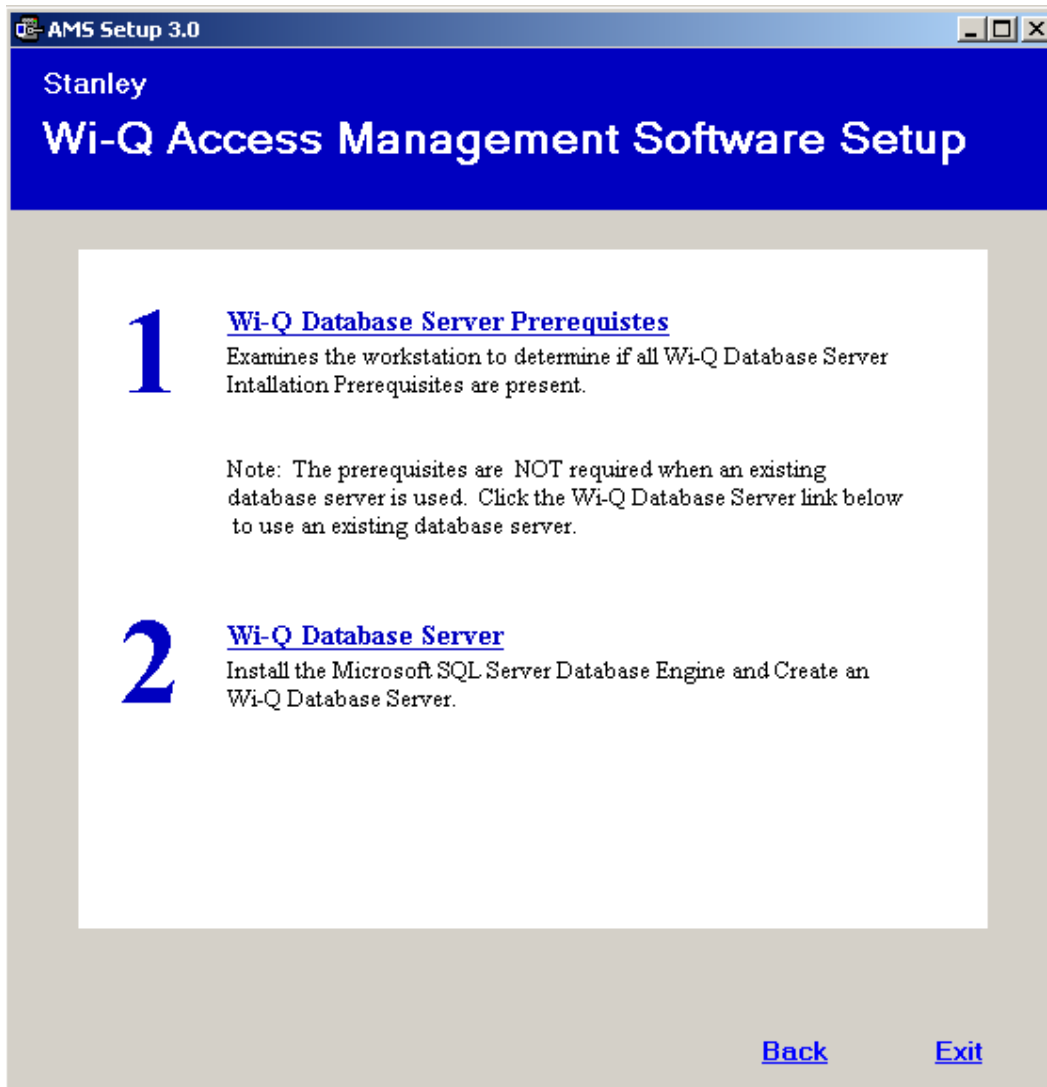 AMS Setup 3.0
Stanley
Wi-Q Access Management Software Setup
1
Wi-Q Database Server Prerequistes
Examines the workstation to determine if all Wi-Q Database Server
Intallation Prerequisites are present.
Note: The prerequisites are NOT required when an existing
database server is used. Click the Wi-Q Database Server link below
to use an existing database server.
2
Wi-Q Database Server
Install the Microsoft SQL Server Database Engine and Create an
Wi-Q Database Server.
Back
Exit